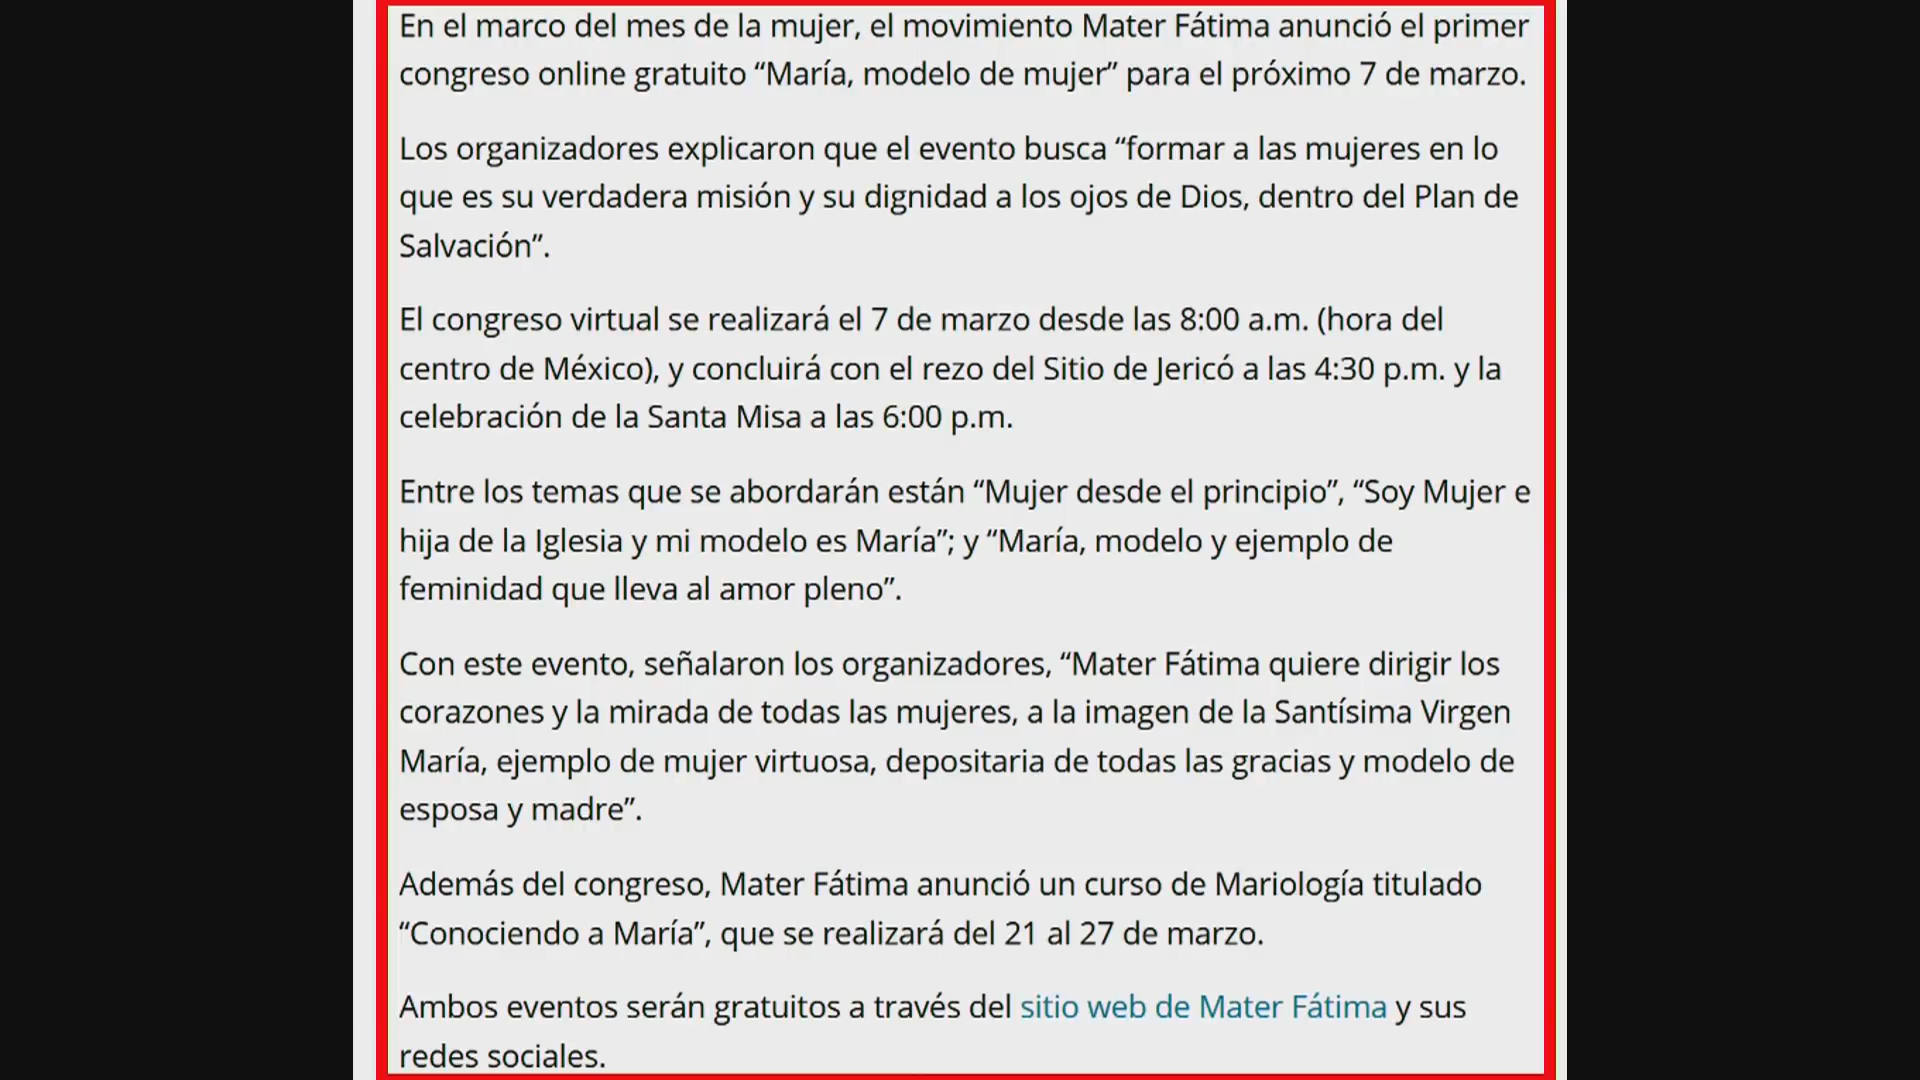 En el marco del mes de la mujer, el movimiento Mater Fátima anunció el primer
congreso online gratuito “María, modelo de mujer” para el próximo 7 de marzo.
Los organizadores explicaron que el evento busca “formar a las mujeres en lo
que es su verdadera misión y su dignidad a los ojos de Dios, dentro del Plan de
Salvación”.
El congreso virtual se realizará el 7 de marzo desde las 8:00 a.m. (hora del
centro de México), y concluirá con el rezo del Sitio de Jericó a las 4:30 p.m. y la
celebración de la Santa Misa a las 6:00 p.m.
Entre los temas que se abordarán están “Mujer desde el principio”, “Soy Mujer e
hija de la Iglesia y mi modelo es María”; y “María, modelo y ejemplo de
feminidad que lleva al amor pleno”.
Con este evento, señalaron los organizadores, “Mater Fátima quiere dirigir los
corazones y la mirada de todas las mujeres, a la imagen de la Santísima Virgen
María, ejemplo de mujer virtuosa, depositaria de todas las gracias y modelo de
esposa y madre”.
Además del congreso, Mater Fátima anunció un curso de Mariología titulado
“Conociendo a María”, que se realizará del 21 al 27 de marzo.
Ambos eventos serán gratuitos a través del sitio web de Mater Fátima y sus
redes sociales.